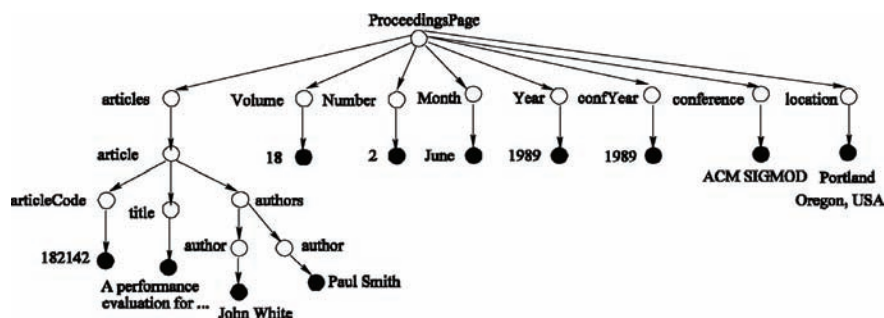 ProceedingsPage
articles
Volume
Number
Month
Year
confYear
conference
location
article
18
2
June
1989
1989
ACM SIGMOD
Portland
Oregon, USA
articleCode
title
authors
182142
author
author
A performance
evaluation for ...
John White
Paul Smith